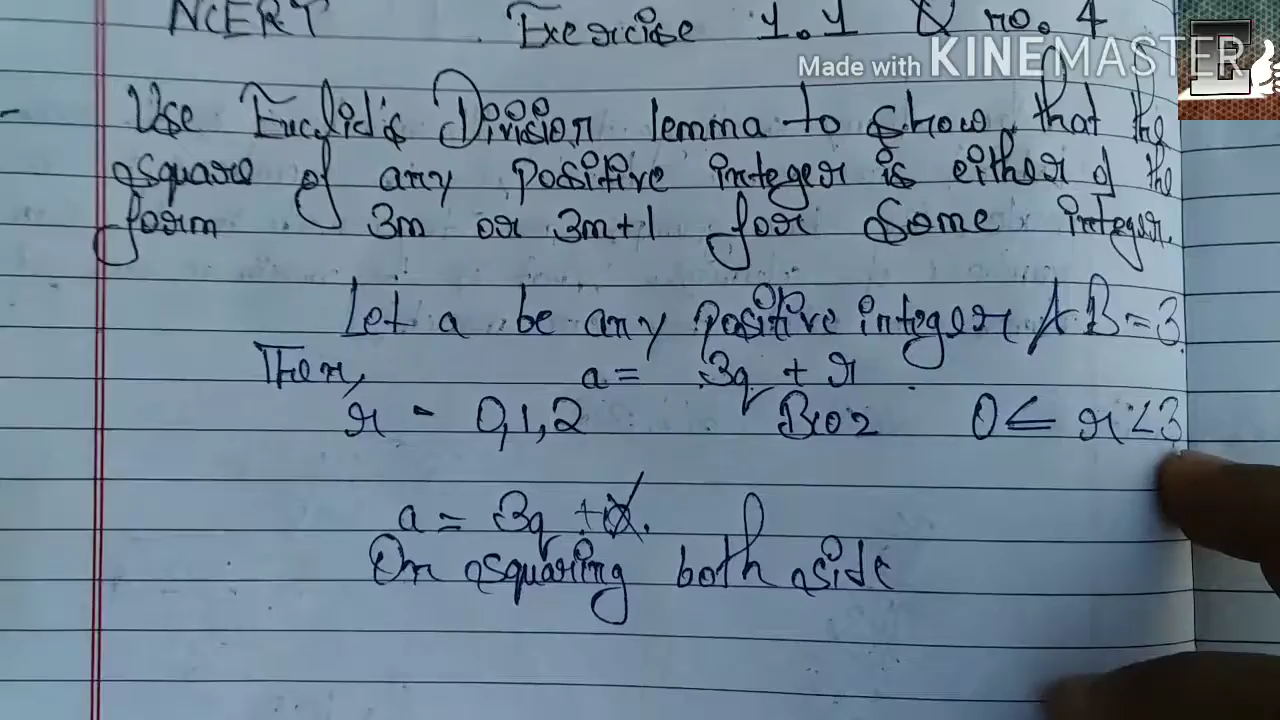 NCERT Exercise 1.1 Q no. 4
Made with KINEMASTER
Use Euclid's Division lemma to show that the
square of any positive integer is either of the
form 3m or 3m+1 for some integer.
Let a be any positive integer & B=3
Then, a = 3q + r
r - 0,1,2 0≤ r<3
a = 3q +0.
On squaring both side